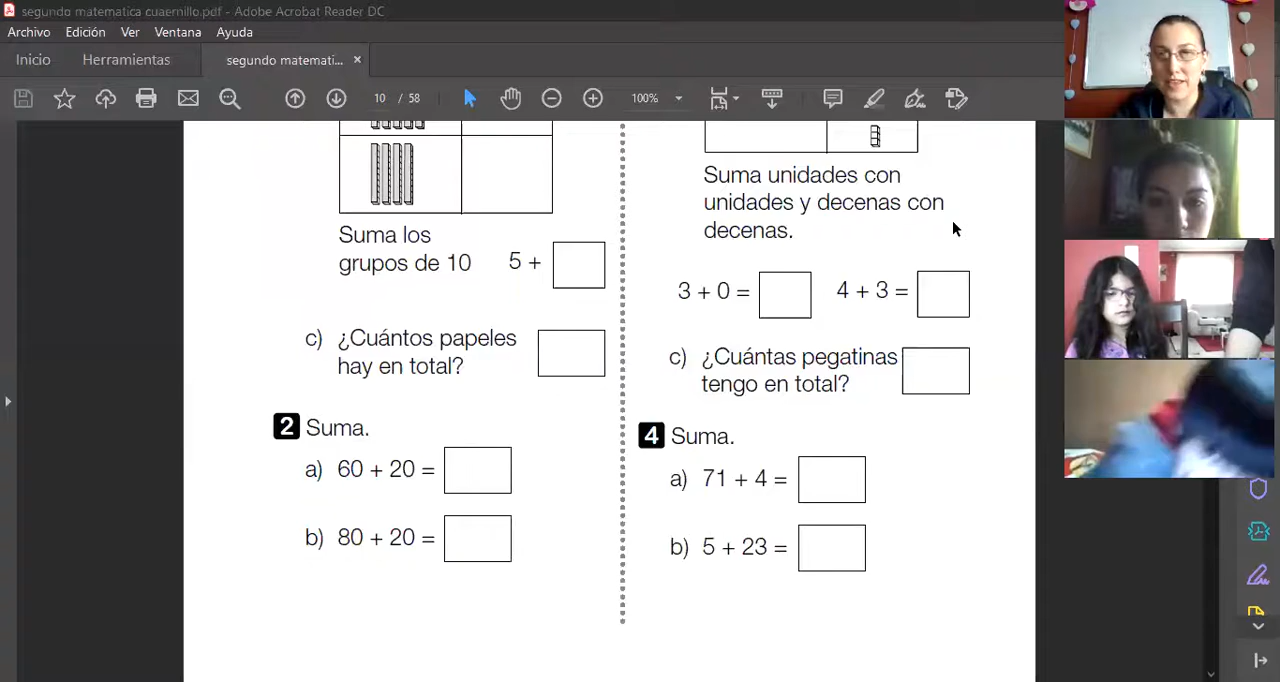 segundo matematica cuaernillo.pdf - Adobe Acrobat Reader DC
Archivo Edición Ver Ventana Ayuda
Inicio Herramientas segundo matemati... ×
10 / 58 100%
Suma los
grupos de 10 5 +
c) ¿Cuántos papeles
hay en total?
2 Suma.
a) 60 + 20 =
b) 80 + 20 =
Suma unidades con
unidades y decenas con
decenas.
3 + 0 = 4 + 3 =
c) ¿Cuántas pegatinas
tengo en total?
4 Suma.
a) 71 + 4 =
b) 5 + 23 =